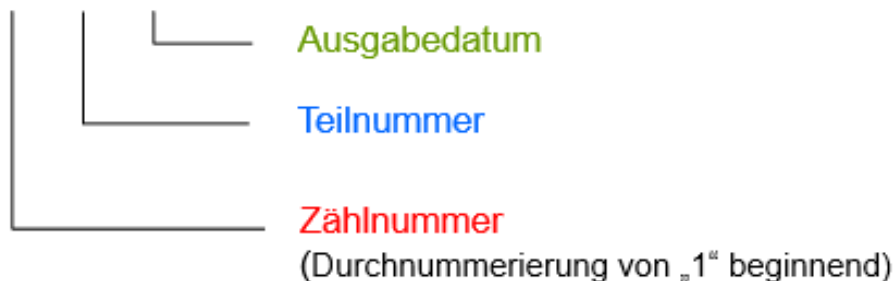 Ausgabedatum
Teilnummer
Zählnummer
(Durchnummerierung von „1“ beginnend)